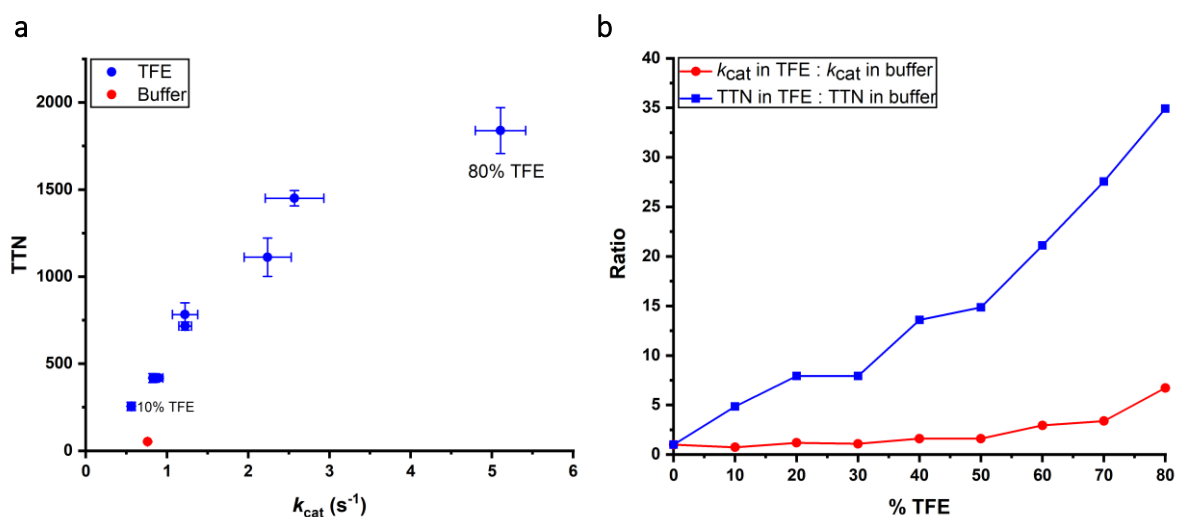 a
TFE
Buffer
2000
1500
1000
500
0
TTN
80% TFE
10% TFE
0 1 2 3 4 5 6
kcat (s⁻¹)
b
kcat in TFE : kcat in buffer
TTN in TFE : TTN in buffer
40
35
30
25
20
15
10
5
0
Ratio
0 10 20 30 40 50 60 70 80
% TFE